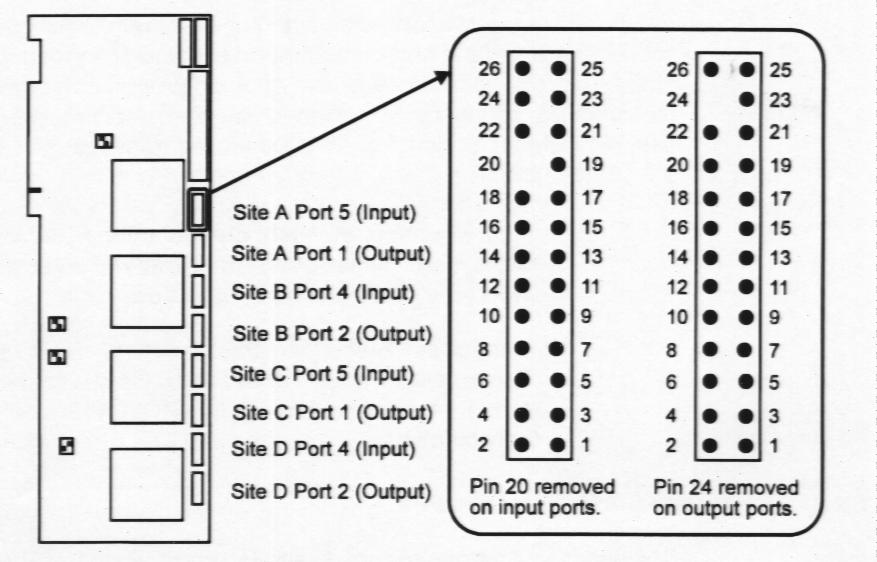 26 25 26 25
24 23 24 23
22 21 22 21
20 19 20 19
18 17 18 17
Site A Port 5 (Input)
16 15 16 15
Site A Port 1 (Output)
14 13 14 13
Site B Port 4 (Input)
12 11 12 11
10 9 10 9
Site B Port 2 (Output)
8 7 8 7
Site C Port 5 (Input)
6 5 6 5
Site C Port 1 (Output)
4 3 4 3
Site D Port 4 (Input)
2 1 2 1
Site D Port 2 (Output)
Pin 20 removed
on input ports.
Pin 24 removed
on output ports.